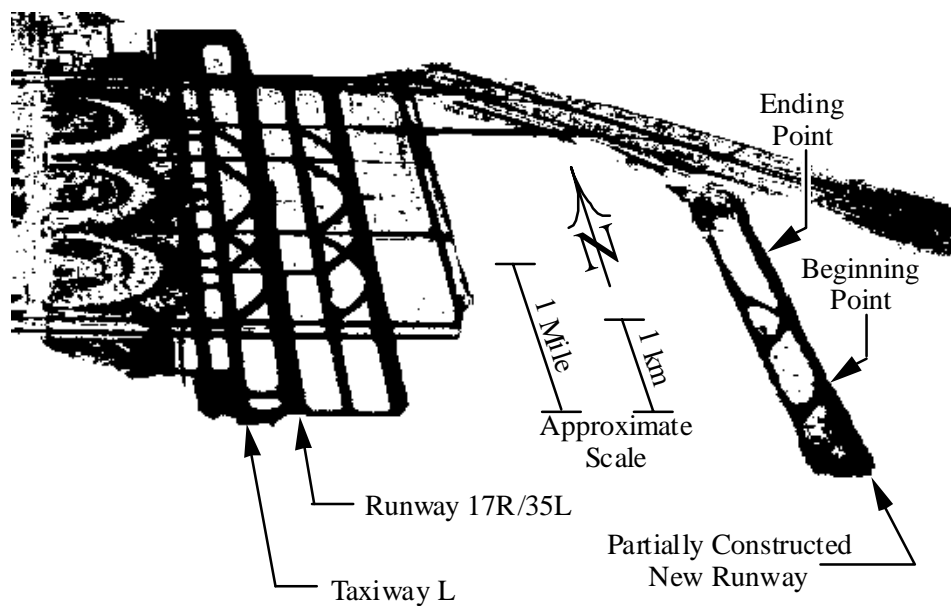 Ending
Point
Beginning
Point
N
1 Mile
1 km
Approximate
Scale
Runway 17R/35L
Taxiway L
Partially Constructed
New Runway